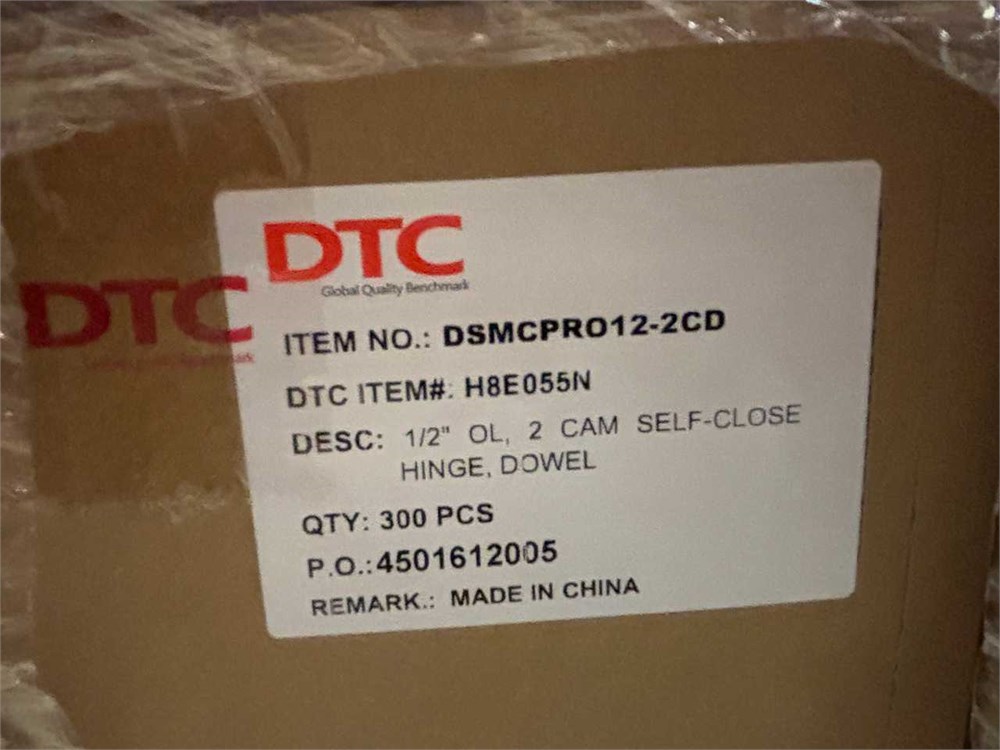 DTC
Global Quality Benchmark
DTC
ITEM NO.: DSMCPRO12-2CD
DTC ITEM#: H8E055N
DESC: 1/2" OL, 2 CAM SELF-CLOSE
HINGE, DOWEL
QTY: 300 PCS
P.O.:4501612005
REMARK.: MADE IN CHINA